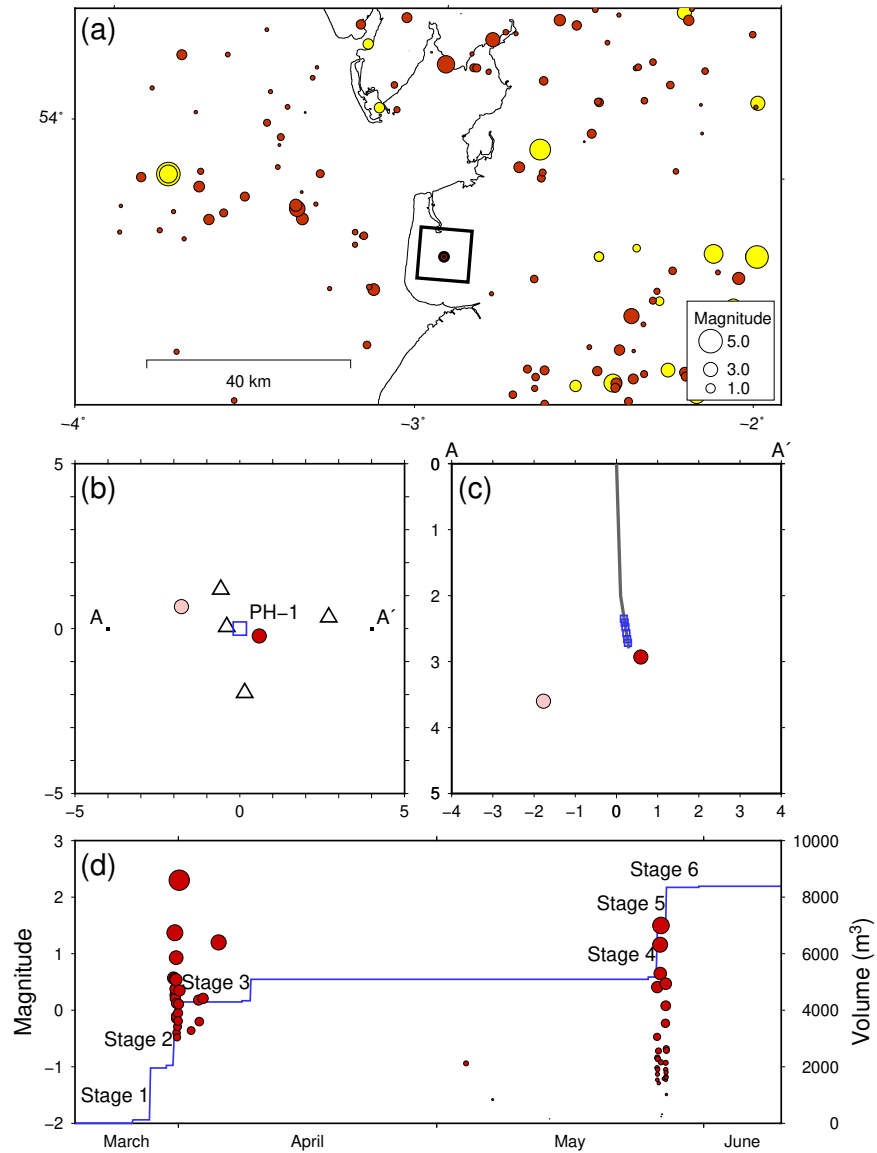 (a)
54˚
Magnitude
5.0
3.0
1.0
40 km
−4˚
−3˚
−2˚
A
A´
(b)
(c)
5
0
−5
−5
0
5
A
PH−1
A´
0
1
2
3
4
5
−4
−3
−2
−1
0
1
2
3
4
(d)
3
2
1
0
−1
−2
Magnitude
Stage 1
Stage 2
Stage 3
Stage 4
Stage 5
Stage 6
10000
8000
6000
4000
2000
0
Volume (m³)
March
April
May
June